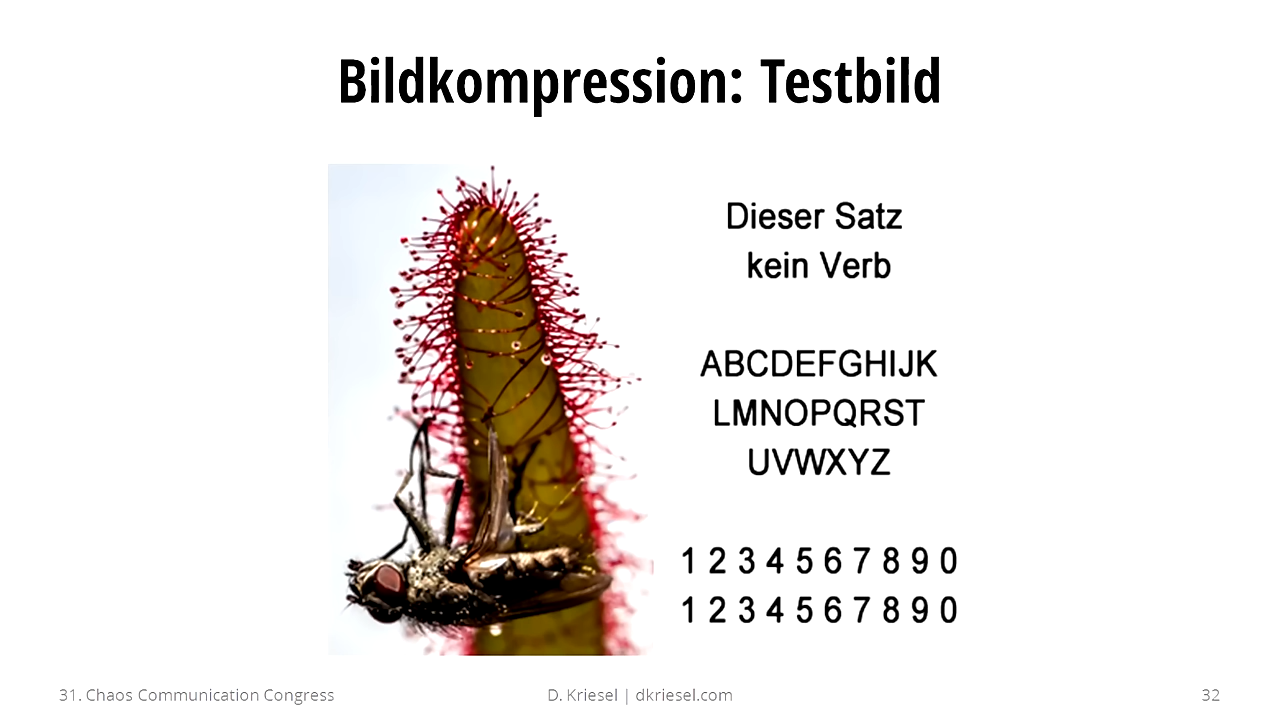 Bildkompression: Testbild
Dieser Satz
kein Verb
ABCDEFGHIJK
LMNOPQRST
UVWXYZ
1 2 3 4 5 6 7 8 9 0
1 2 3 4 5 6 7 8 9 0
31. Chaos Communication Congress
D. Kriesel | dkriesel.com
32